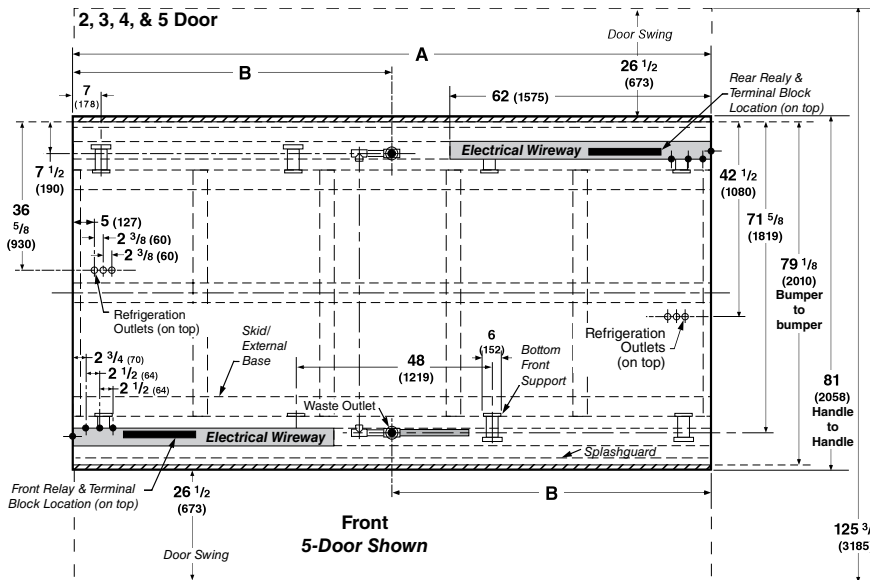 2, 3, 4, & 5 Door
Door Swing
A
B
26 1/2
(673)
Rear Realy &
Terminal Block
Location (on top)
7
(178)
62 (1575)
Electrical Wireway
7 1/2
(190)
42 1/2
(1080)
36
5/8
(930)
5 (127)
2 3/8 (60)
2 3/8 (60)
71 5/8
(1819)
79 1/8
(2010)
Bumper
to
bumper
Refrigeration
Outlets (on top)
Skid/
External
Base
6
(152)
Bottom
Front
Support
Refrigeration
Outlets
(on top)
48
(1219)
2 3/4 (70)
2 1/2 (64)
2 1/2 (64)
81
(2058)
Handle
to
Handle
Waste Outlet
Electrical Wireway
Splashguard
Front Relay & Terminal
Block Location (on top)
26 1/2
(673)
B
Front
5-Door Shown
Door Swing
125 3/
(3185